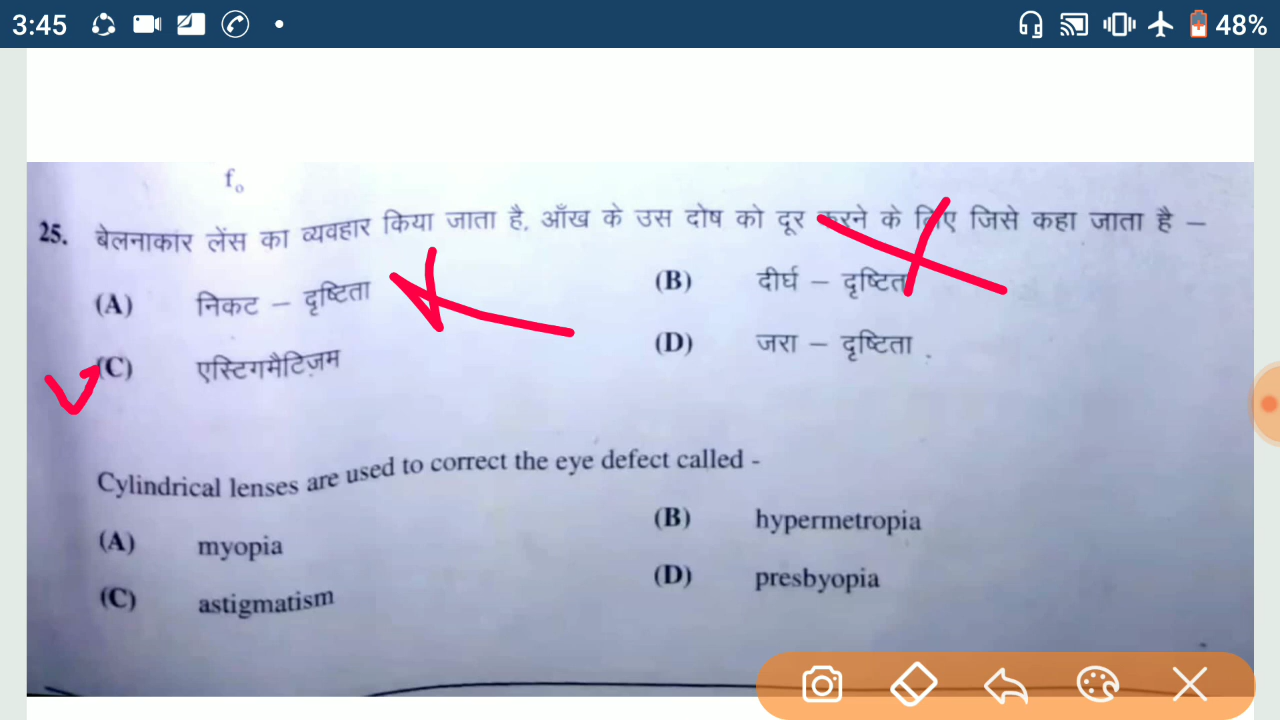 3:45 48%
f₀
25. बेलनाकार लेंस का व्यवहार किया जाता है, आँख के उस दोष को दूर करने के लिए जिसे कहा जाता है –
(A) निकट – दृष्टिता (B) दीर्घ – दृष्टिता
(C) एस्टिगमैटिज़म (D) जरा – दृष्टिता .
Cylindrical lenses are used to correct the eye defect called -
(A) myopia (B) hypermetropia
(C) astigmatism (D) presbyopia